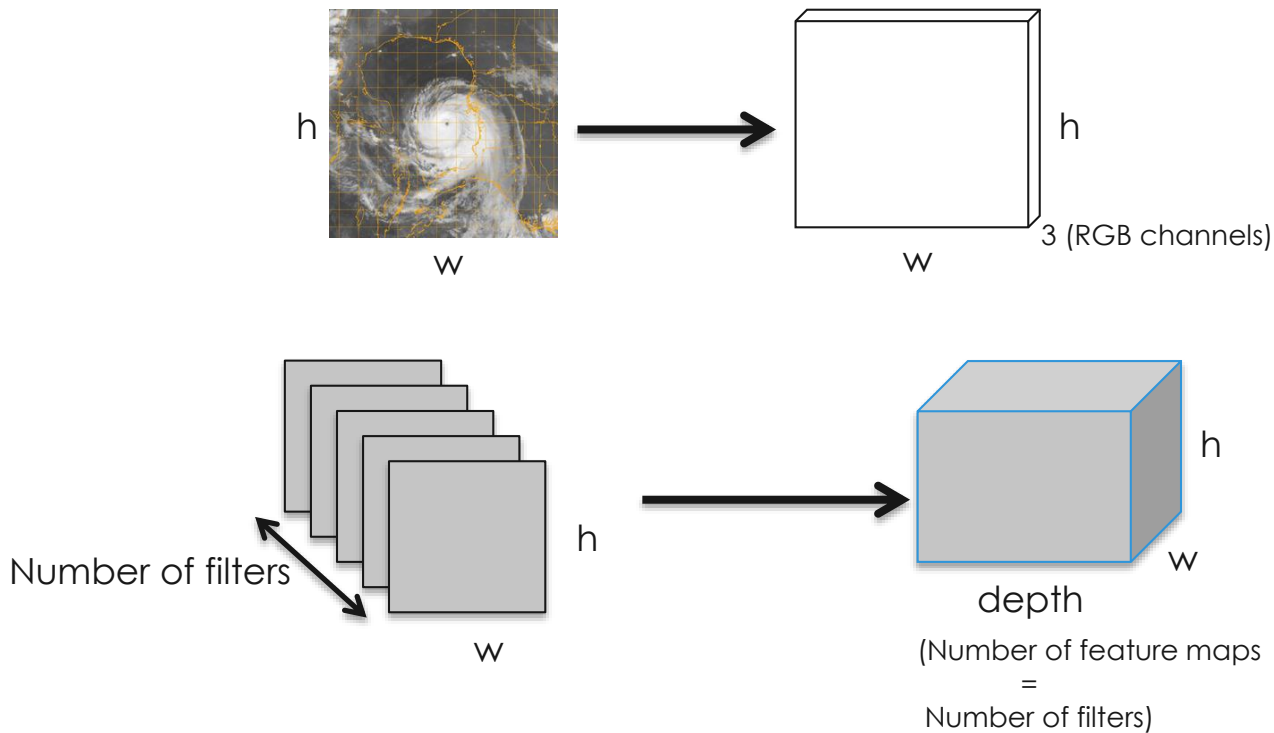 h
w
h
3 (RGB channels)
w
Number of filters
h
w
h
w
depth
(Number of feature maps
=
Number of filters)